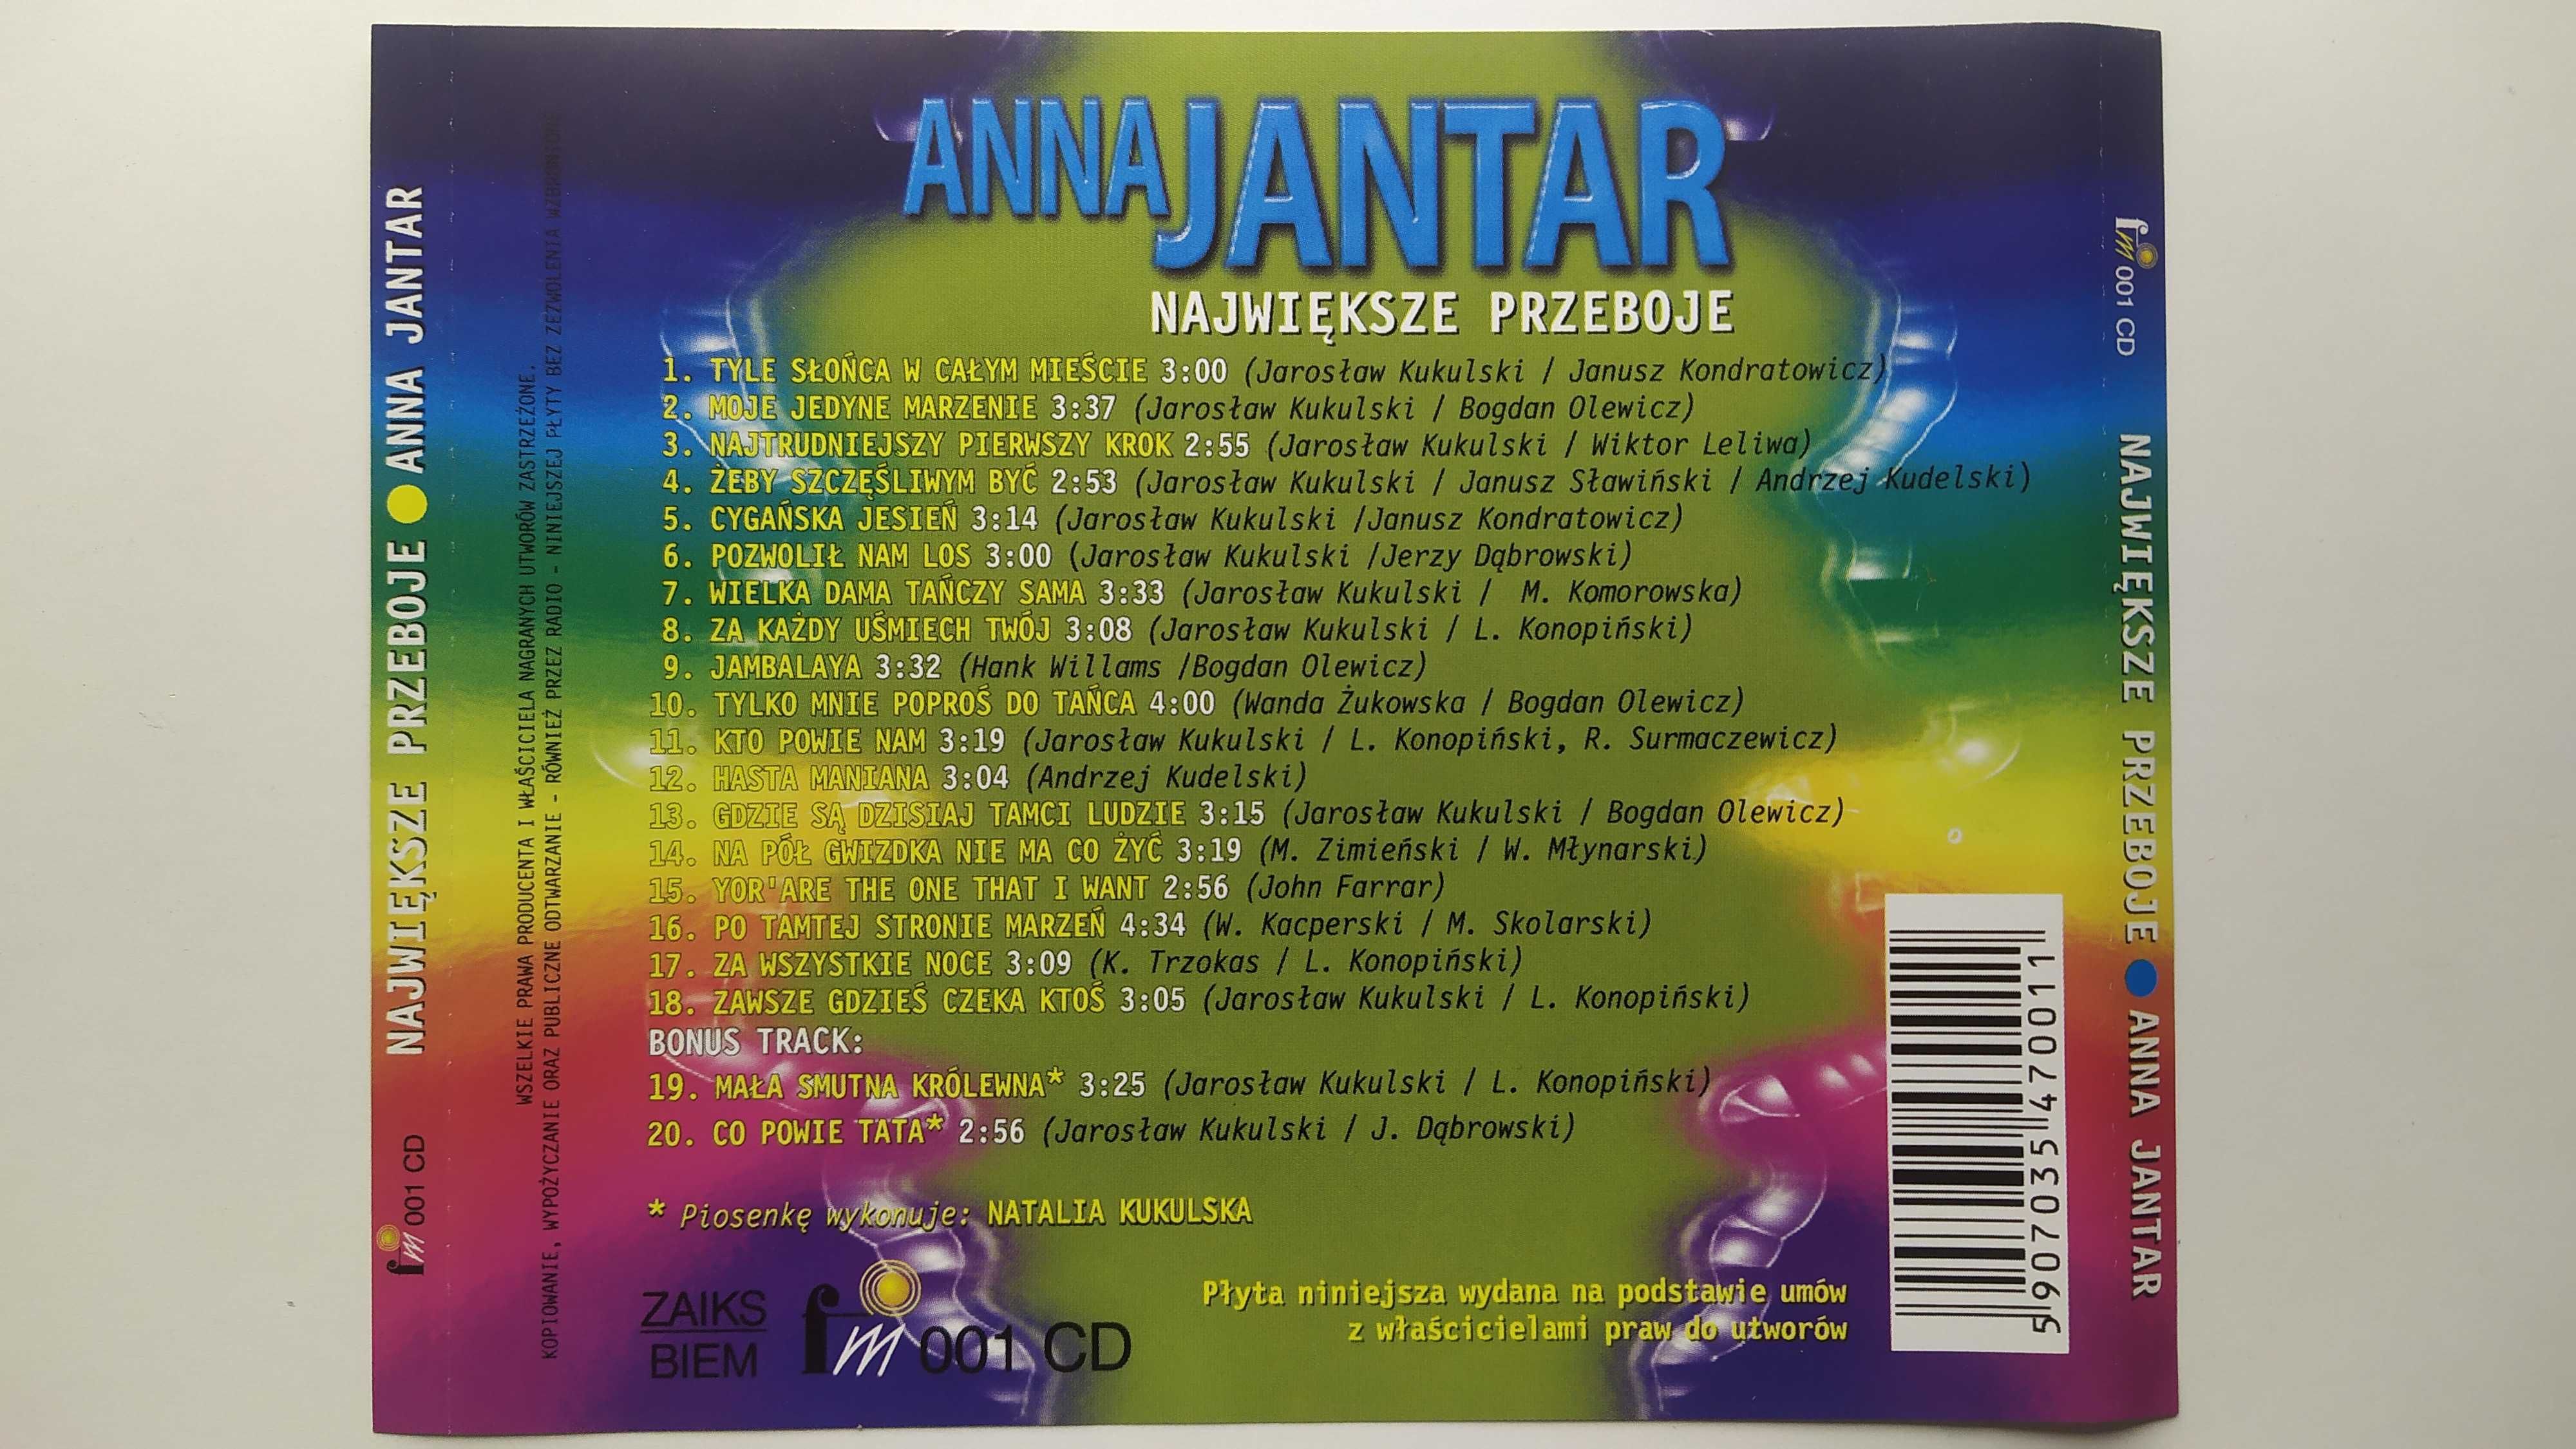 ANNA JANTAR
NAJWIĘKSZE PRZEBOJE
1. TYLE SŁOŃCA W CAŁYM MIEŚCIE 3:00 (Jarosław Kukulski / Janusz Kondratowicz)
2. MOJE JEDYNE MARZENIE 3:37 (Jarosław Kukulski / Bogdan Olewicz)
3. NAJTRUDNIEJSZY PIERWSZY KROK 2:55 (Jarosław Kukulski / Wiktor Leliwa)
4. ŻEBY SZCZĘŚLIWYM BYĆ 2:53 (Jarosław Kukulski / Janusz Sławiński / Andrzej Kudelski)
5. CYGAŃSKA JESIEŃ 3:14 (Jarosław Kukulski /Janusz Kondratowicz)
6. POZWOLIŁ NAM LOS 3:00 (Jarosław Kukulski /Jerzy Dąbrowski)
7. WIELKA DAMA TAŃCZY SAMA 3:33 (Jarosław Kukulski / M. Komorowska)
8. ZA KAŻDY UŚMIECH TWÓJ 3:08 (Jarosław Kukulski / L. Konopiński)
9. JAMBALAYA 3:32 (Hank Willams /Bogdan Olewicz)
10. TYLKO MNIE POPROŚ DO TAŃCA 4:00 (Wanda Żukowska / Bogdan Olewicz)
11. KTO POWIE NAM 3:19 (Jarosław Kukulski / L. Konopiński, R. Surmaczewicz)
12. HASTA MANIANA 3:04 (Andrzej Kudelski)
13. GDZIE SĄ DZISIAJ TAMCI LUDZIE 3:15 (Jarosław Kukulski / Bogdan Olewicz)
14. NA PÓŁ GWIZDKA NIE MA CO ŻYĆ 3:19 (M. Zimieński / W. Młynarski)
15. YOR'ARE THE ONE THAT I WANT 2:56 (John Farrar)
16. PO TAMTEJ STRONIE MARZEŃ 4:34 (W. Kacperski / M. Skolarski)
17. ZA WSZYSTKIE NOCE 3:09 (K. Trzokas / L. Konopiński)
18. ZAWSZE GDZIEŚ CZEKA KTOŚ 3:05 (Jarosław Kukulski / L. Konopiński)
BONUS TRACK:
19. MAŁA SMUTNA KRÓLEWNA* 3:25 (Jarosław Kukulski / L. Konopiński)
20. CO POWIE TATA* 2:56 (Jarosław Kukulski / J. Dąbrowski)
* Piosenkę wykonuje: NATALIA KUKULSKA
Płyta niniejsza wydana na podstawie umów
z właścicielami praw do utworów
ZAIKS
BIEM
fm 001 CD
5 907035 470011
fm 001 CD NAJWIĘKSZE PRZEBOJE ANNA JANTAR
WSZELKIE PRAWA PRODUCENTA I WŁAŚCICIELA NAGRANYCH UTWORÓW ZASTRZEŻONE.
KOPIOWANIE, WYPOŻYCZANIE ORAZ PUBLICZNE ODTWARZANIE - RÓWNIEŻ PRZEZ RADIO - NINIEJSZEJ PŁYTY BEZ ZEZWOLENIA WZBRONIONE
fm 001 CD NAJWIĘKSZE PRZEBOJE ANNA JANTAR